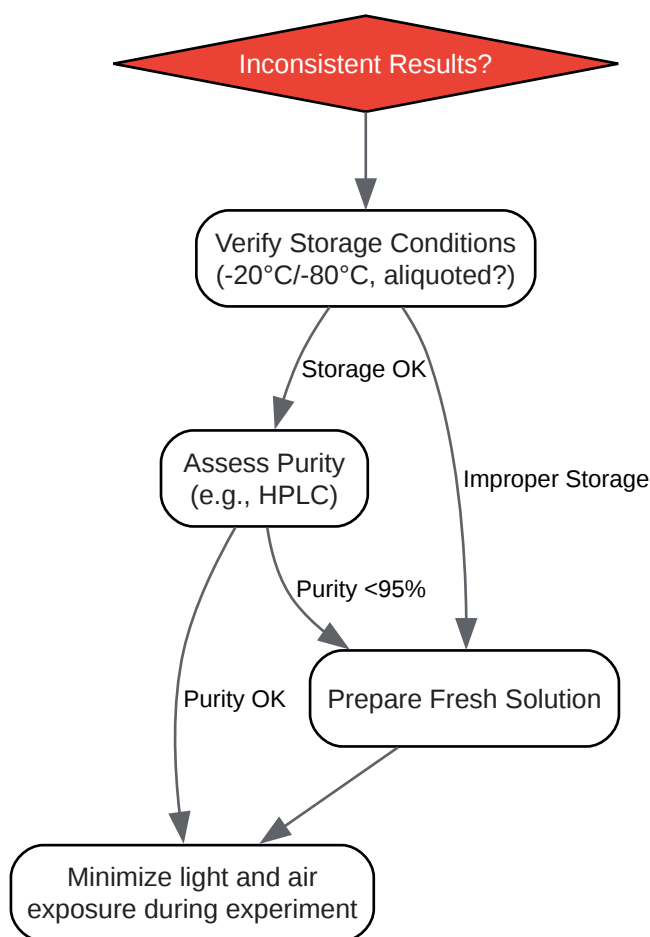 Inconsistent Results?
Verify Storage Conditions
(-20°C/-80°C, aliquoted?)
Storage OK
Assess Purity
(e.g., HPLC)
Improper Storage
Purity <95%
Purity OK
Prepare Fresh Solution
Minimize light and air
exposure during experiment